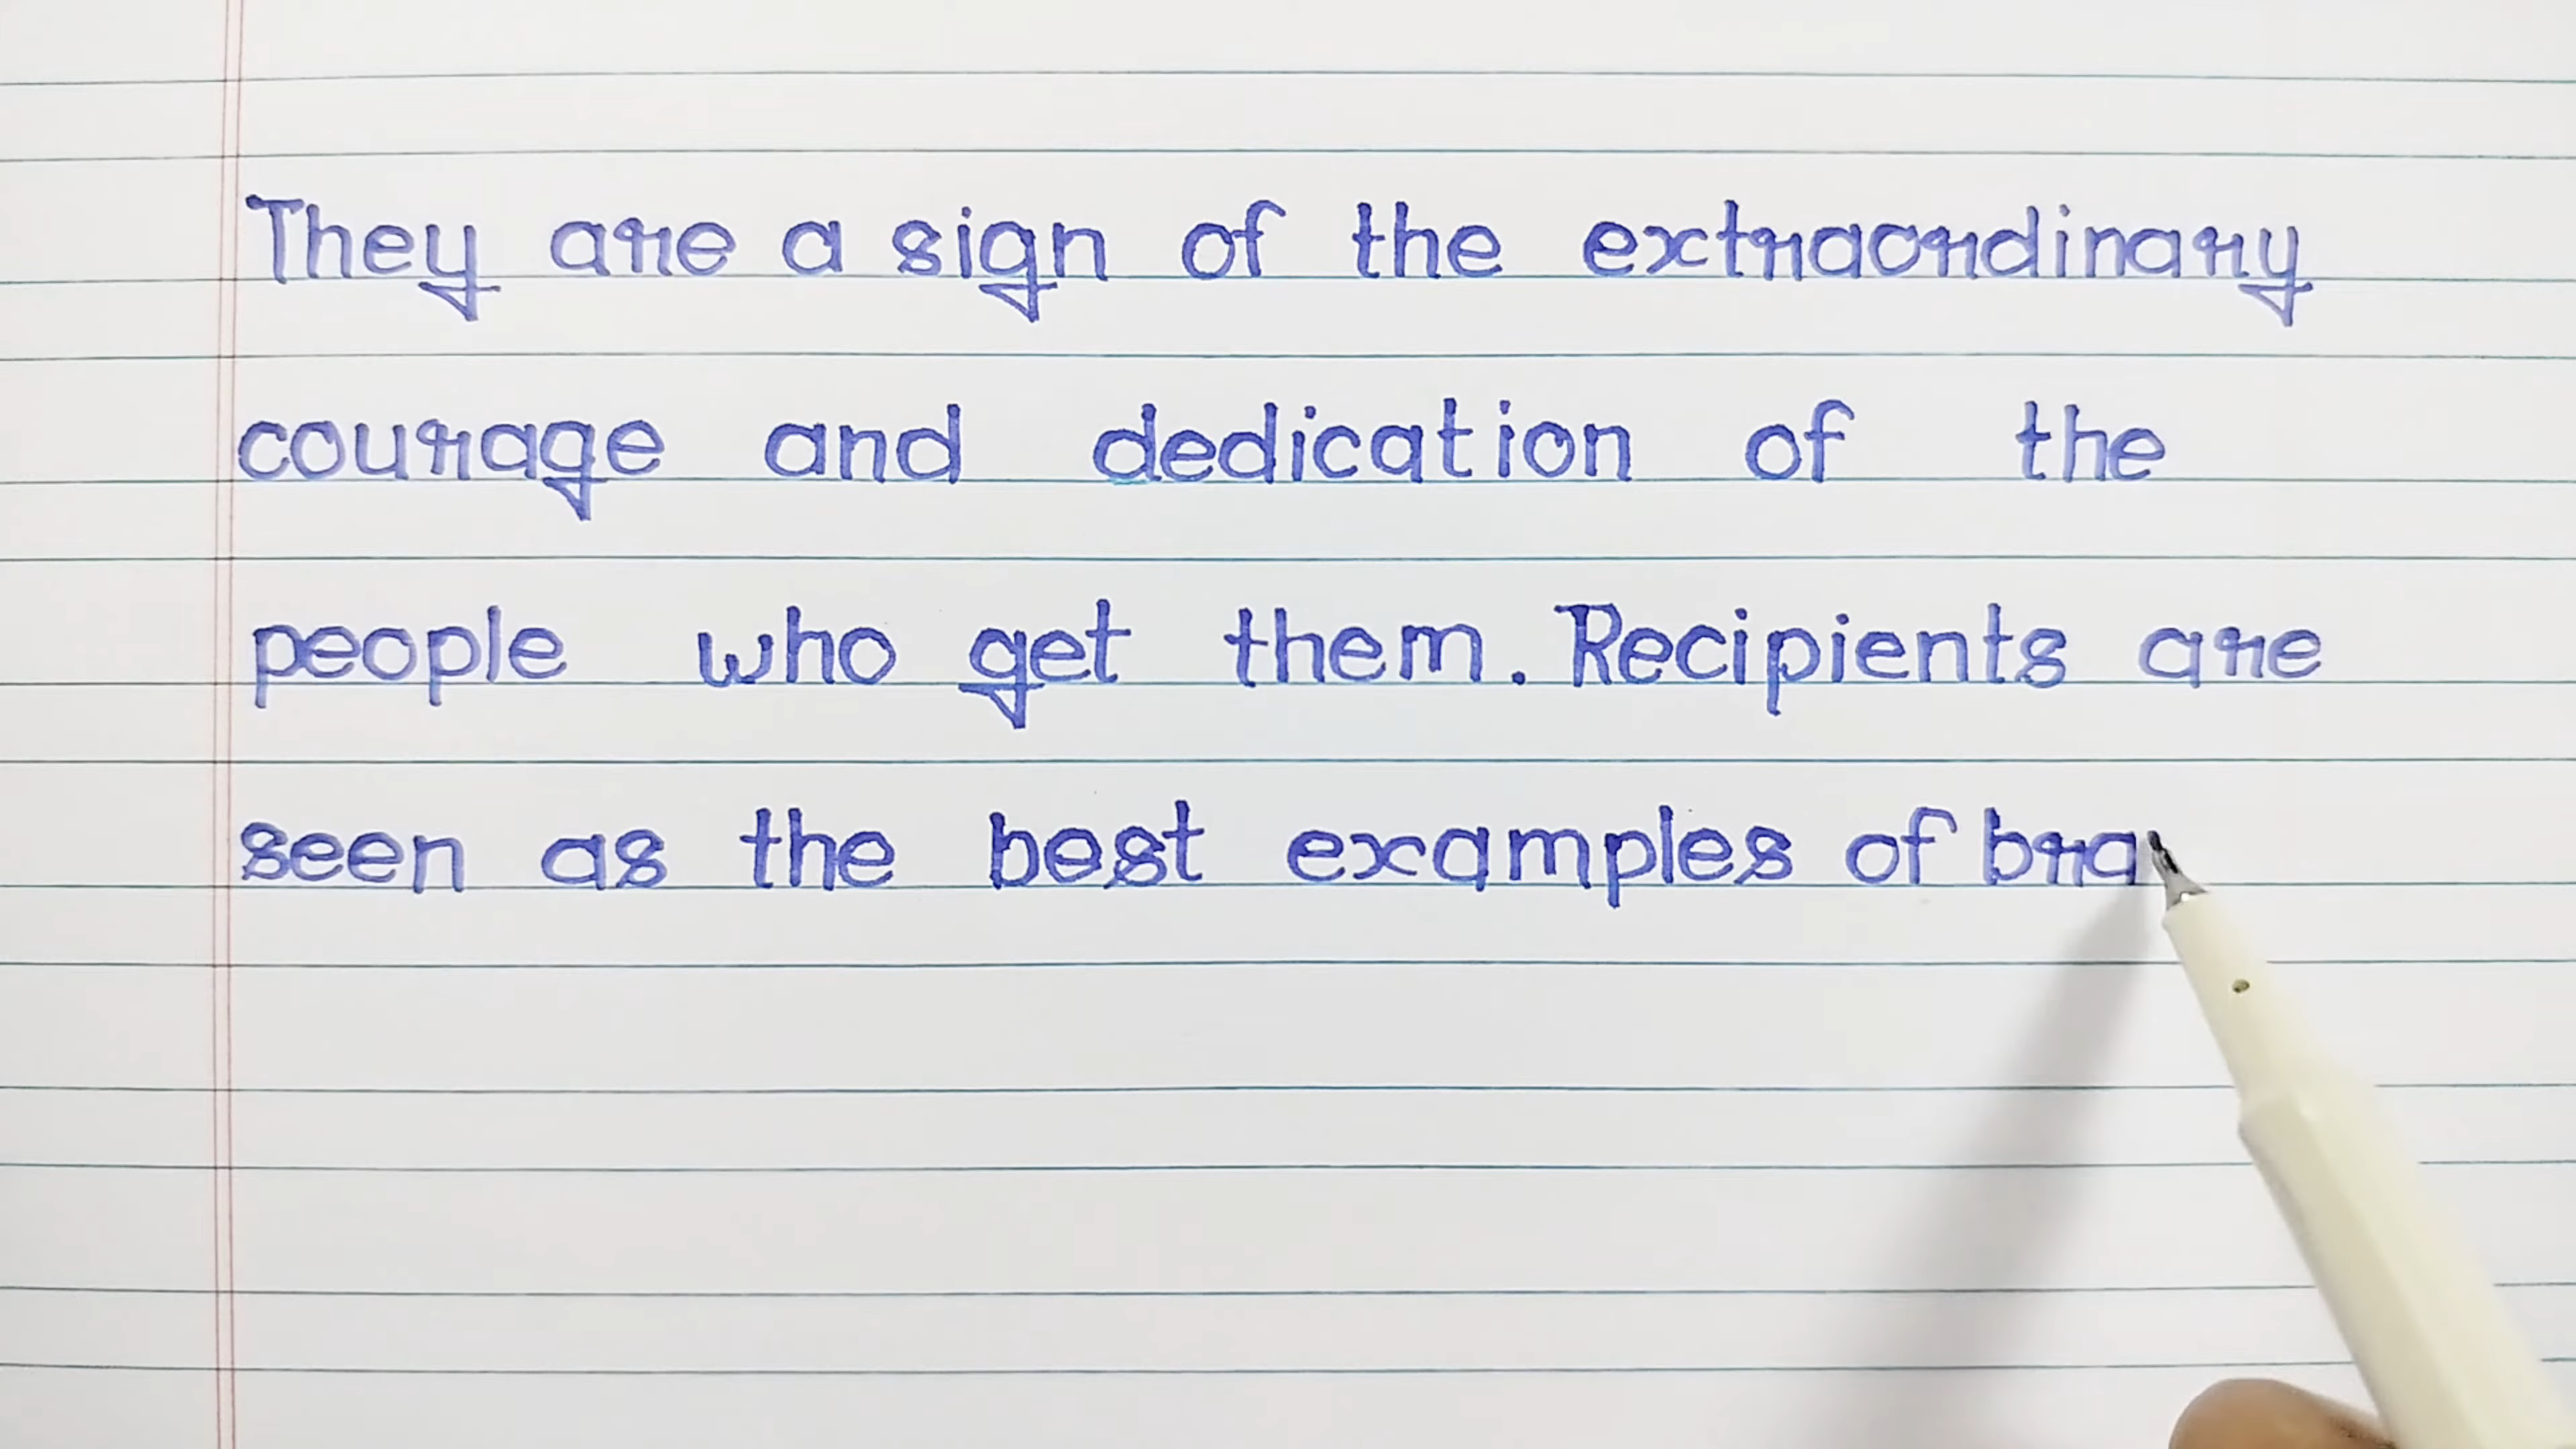 They are a sign of the extraordinary
courage and dedication of the
people who get them. Recipients are
seen as the best examples of bra